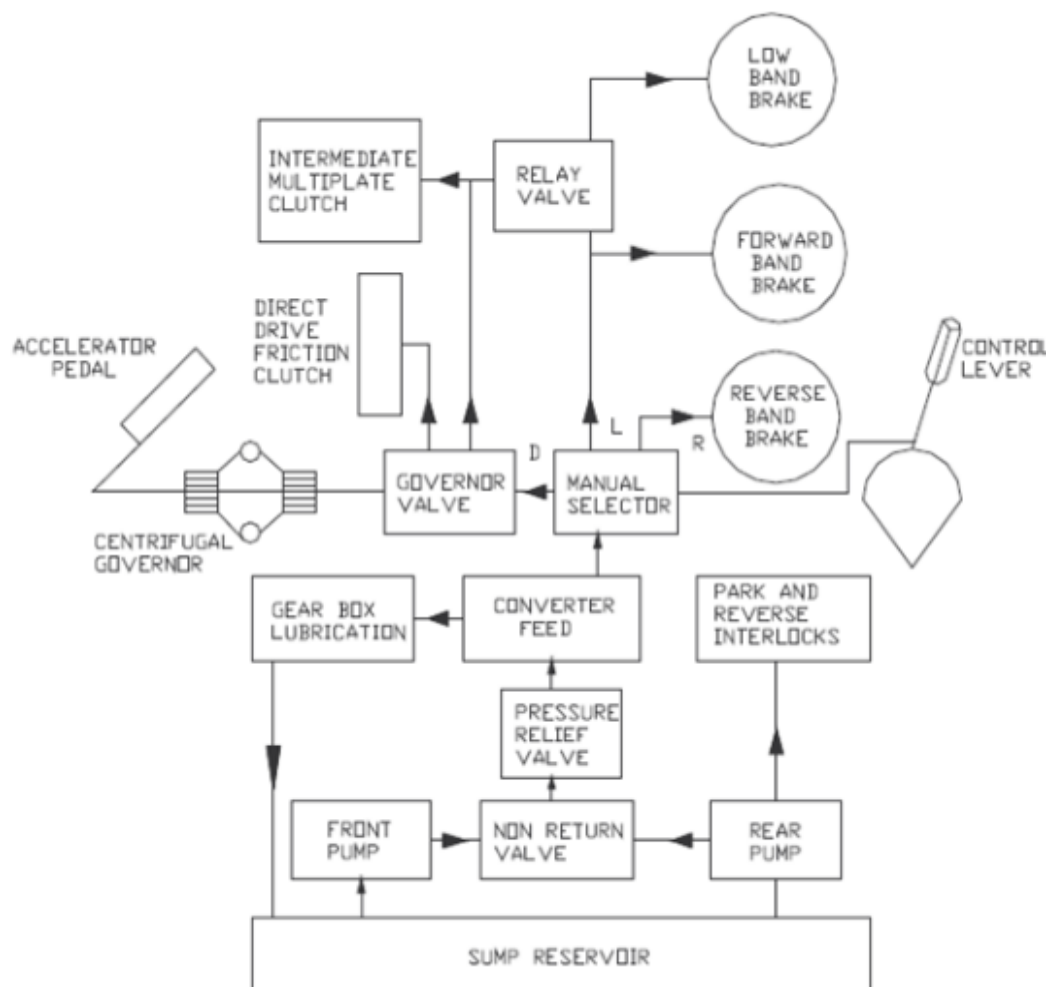 LOW
BAND
BRAKE
INTERMEDIATE
MULTIPLATE
CLUTCH
RELAY
VALVE
FORWARD
BAND
BRAKE
DIRECT
DRIVE
FRICTION
CLUTCH
ACCELERATOR
PEDAL
CONTROL
LEVER
REVERSE
BAND
BRAKE
L
R
D
GOVERNOR
VALVE
MANUAL
SELECTOR
CENTRIFUGAL
GOVERNOR
GEAR BOX
LUBRICATION
CONVERTER
FEED
PARK AND
REVERSE
INTERLOCKS
PRESSURE
RELIEF
VALVE
FRONT
PUMP
NON RETURN
VALVE
REAR
PUMP
SUMP RESERVOIR